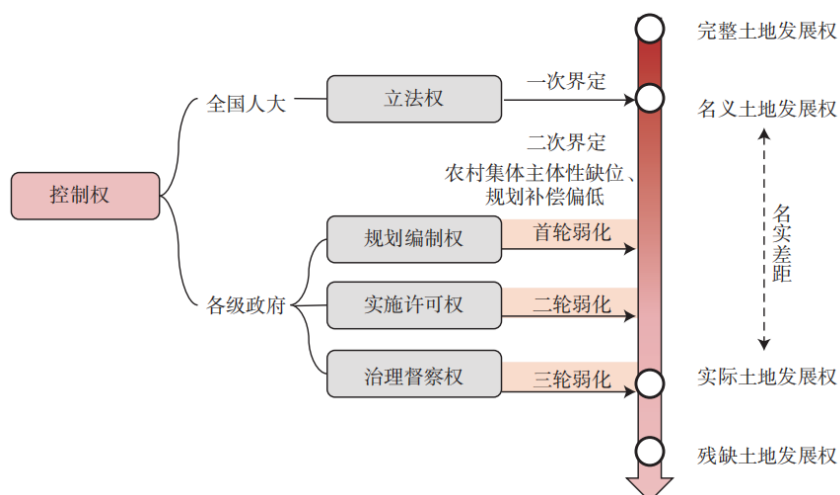 完整土地发展权
全国人大
立法权
一次界定
名义土地发展权
二次界定
农村集体主体性缺位、
规划补偿偏低
控制权
规划编制权
首轮弱化
名实差距
各级政府
实施许可权
二轮弱化
治理督察权
三轮弱化
实际土地发展权
残缺土地发展权